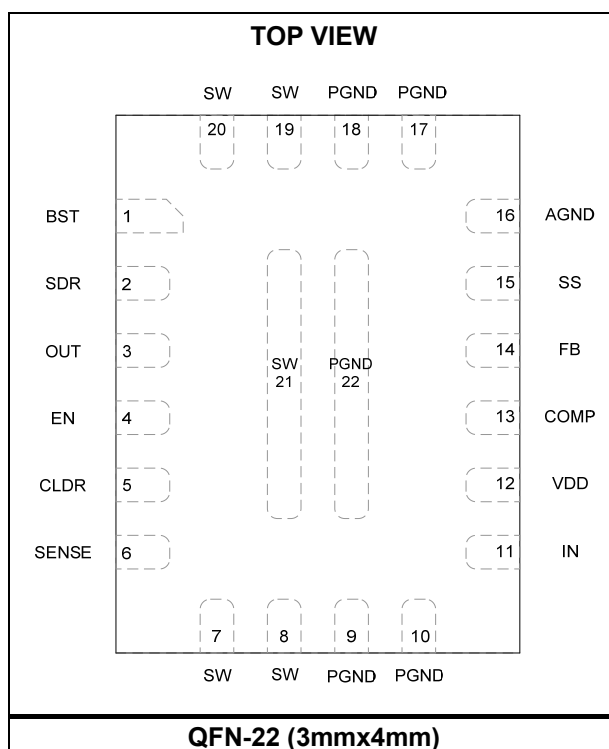 TOP VIEW
SW SW PGND PGND
20 19 18 17
BST 1 16 AGND
SDR 2 15 SS
OUT 3 14 FB
SW PGND
21 22
EN 4 13 COMP
CLDR 5 12 VDD
SENSE 6 11 IN
7 8 9 10
SW SW PGND PGND
QFN-22 (3mmx4mm)